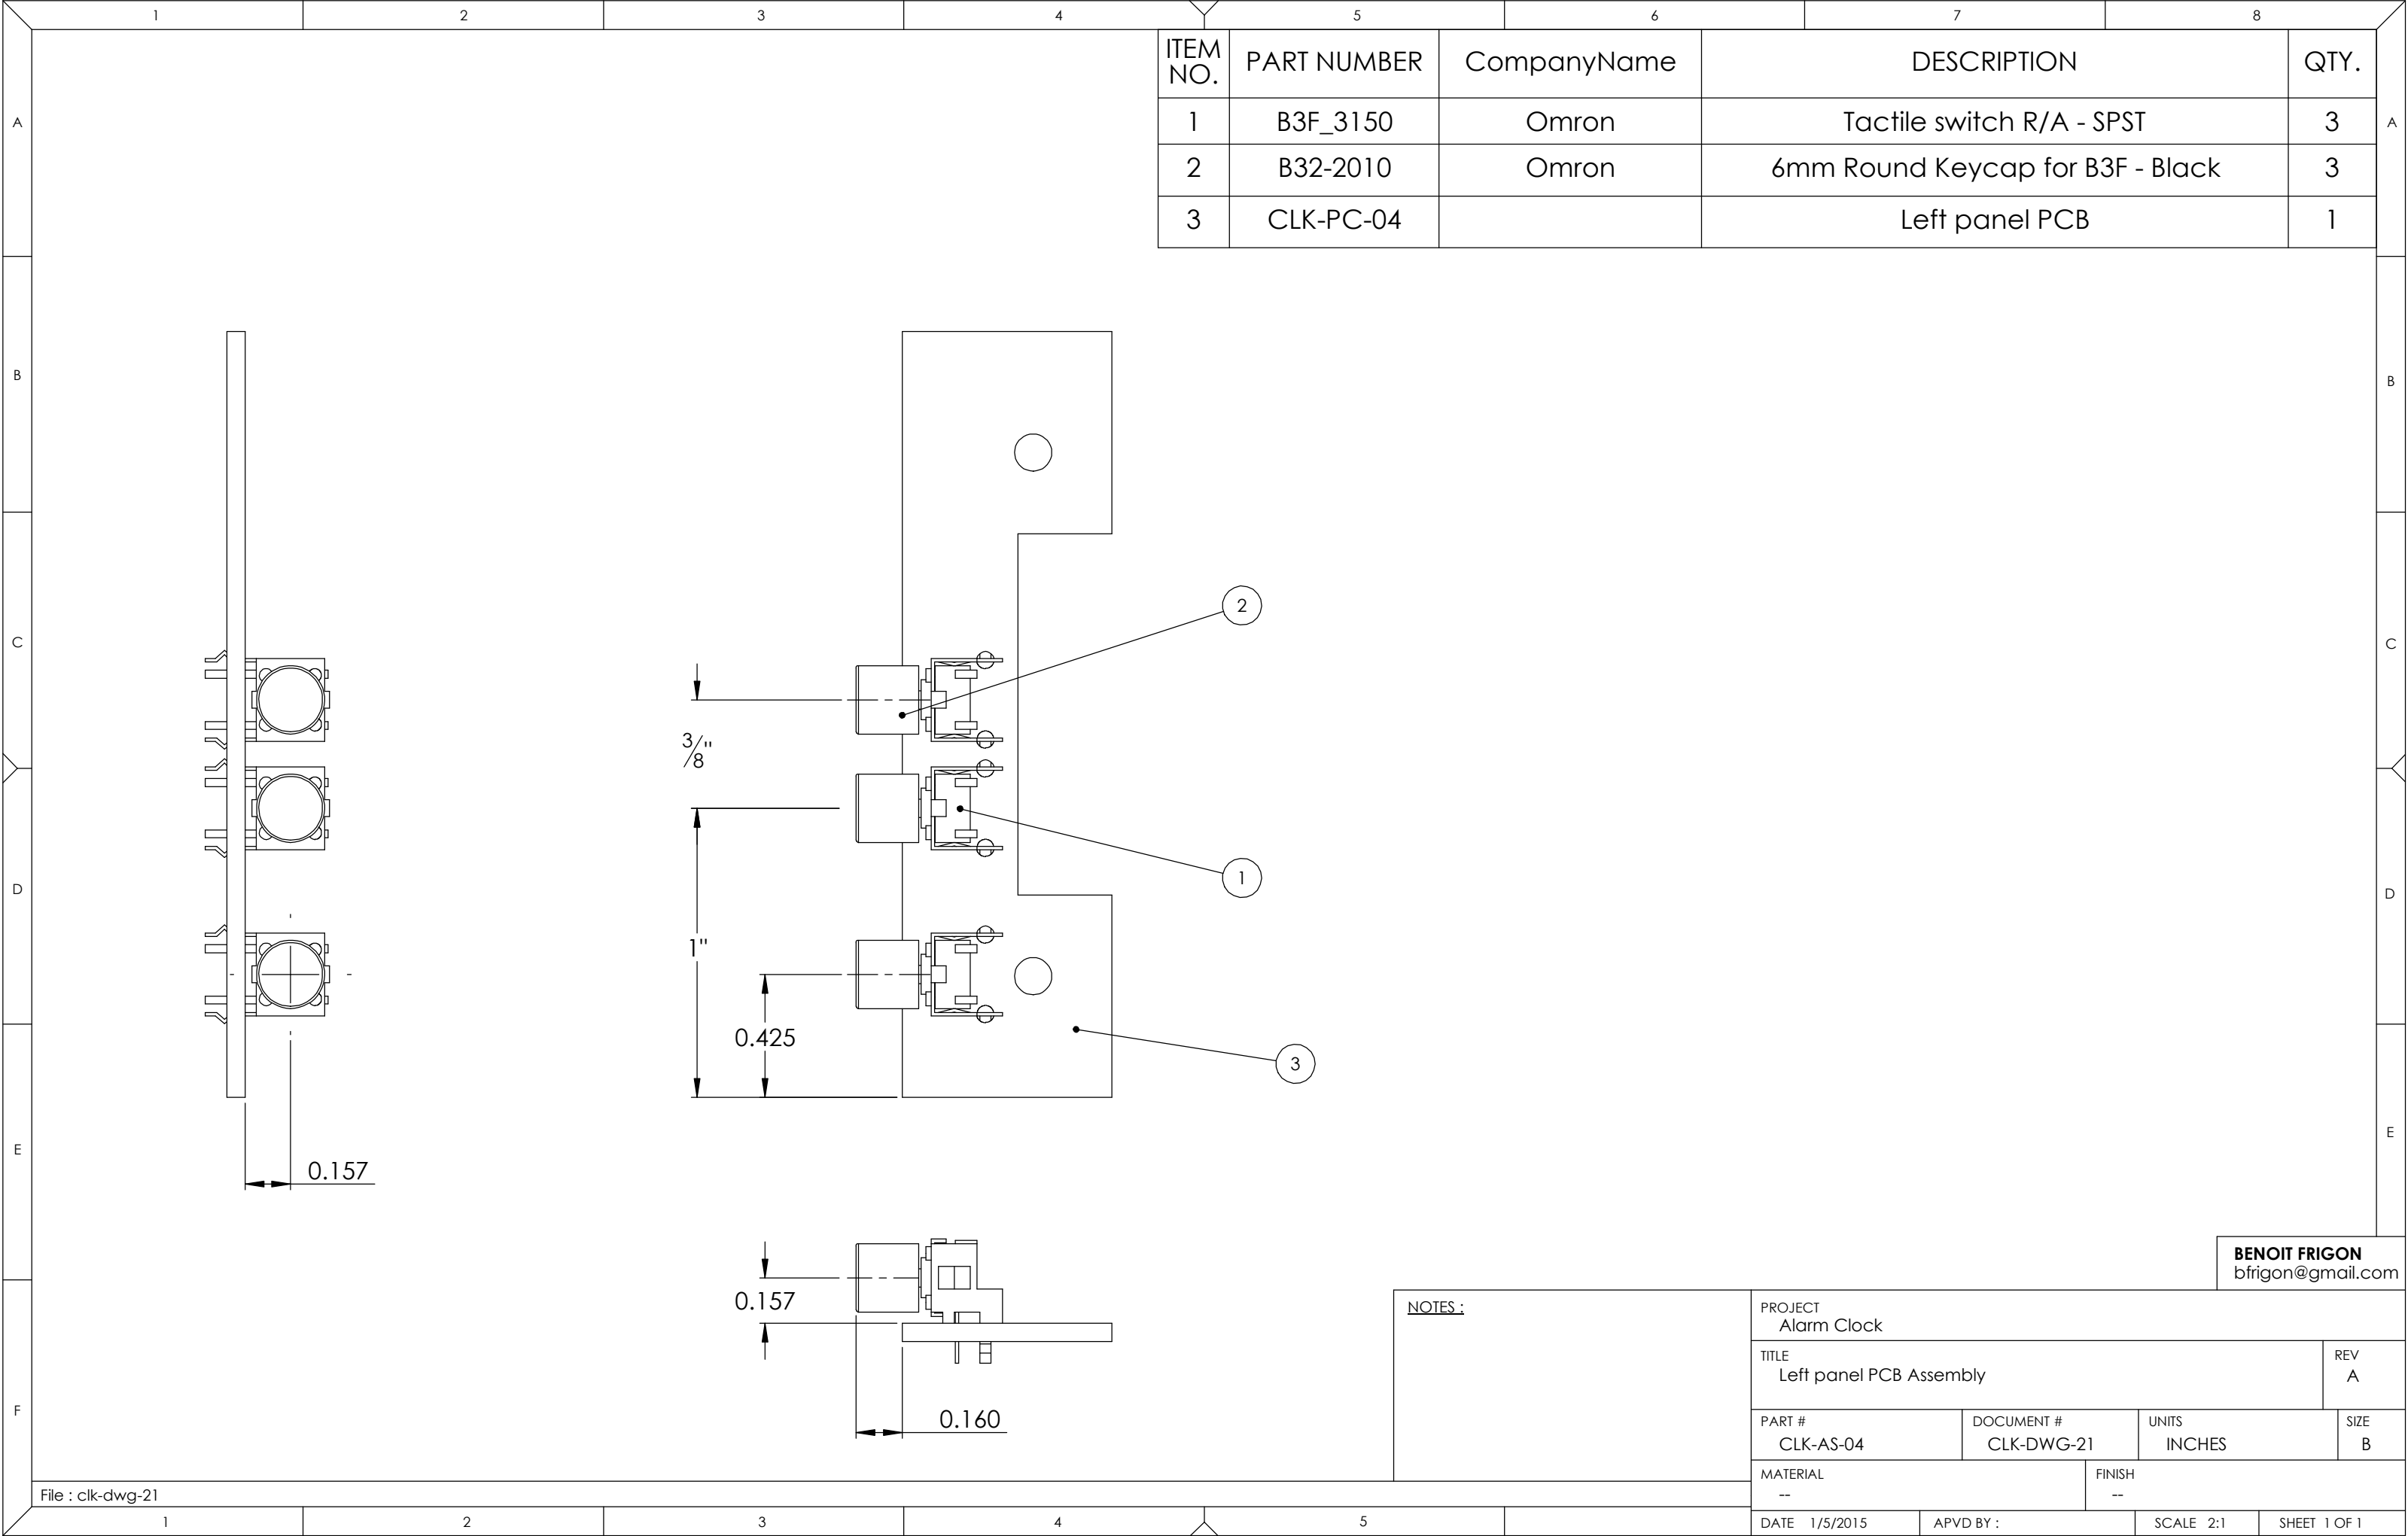 1 2 3 4 5 6 7 8
ITEM NO. PART NUMBER CompanyName DESCRIPTION QTY.
A 1 B3F_3150 Omron Tactile switch R/A - SPST 3 A
2 B32-2010 Omron 6mm Round Keycap for B3F - Black 3
3 CLK-PC-04 Left panel PCB 1
B B
2
C C
3/8"
1
D D
1"
0.425
3
E E
0.157
BENOIT FRIGON
bfrigon@gmail.com
0.157
NOTES :
PROJECT
Alarm Clock
TITLE
Left panel PCB Assembly
REV
A
F
0.160
PART #
CLK-AS-04
DOCUMENT #
CLK-DWG-21
UNITS
INCHES
SIZE
B
MATERIAL
--
FINISH
--
File : clk-dwg-21
1 2 3 4 5
DATE 1/5/2015 APVD BY : SCALE 2:1 SHEET 1 OF 1